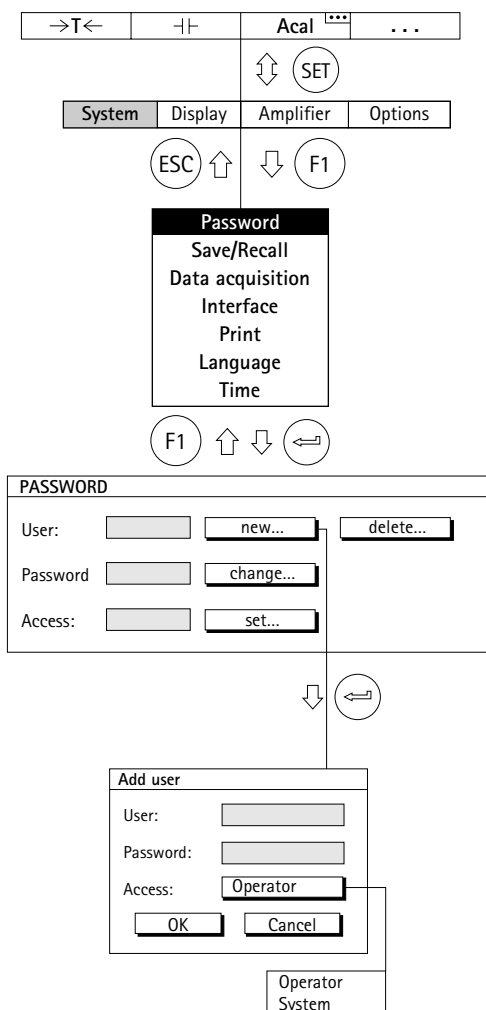 →T← ⊣⊢ Acal ... . . .
SET
System Display Amplifier Options
ESC F1
Password
Save/Recall
Data acquisition
Interface
Print
Language
Time
F1
PASSWORD
User: new... delete...
Password change...
Access: set...
Add user
User:
Password:
Access: Operator
OK Cancel
Operator
System